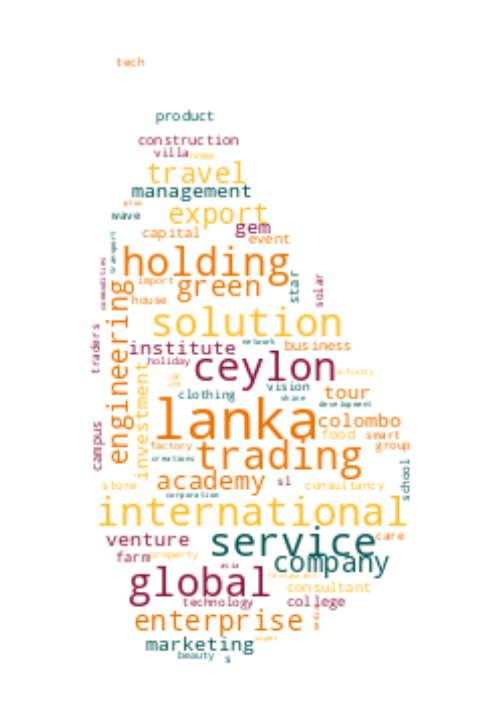 tech
product
construction
villa home
travel
management
plus
wave export
gem
capital event
transport
holding
commodities
import green star solar
house
solution
engineering
traders
network
institute business
holiday ceylon
infinity
lk
investment
vision
clothing shine tour
development
lanka colombo
campus
food smart
factory trading group
creations
academy sl
store consultancy
school
corporation
international
venture service care
farm property company
asia
restaurant
global consultant
technology college
media
enterprise
super
marketing
beauty s